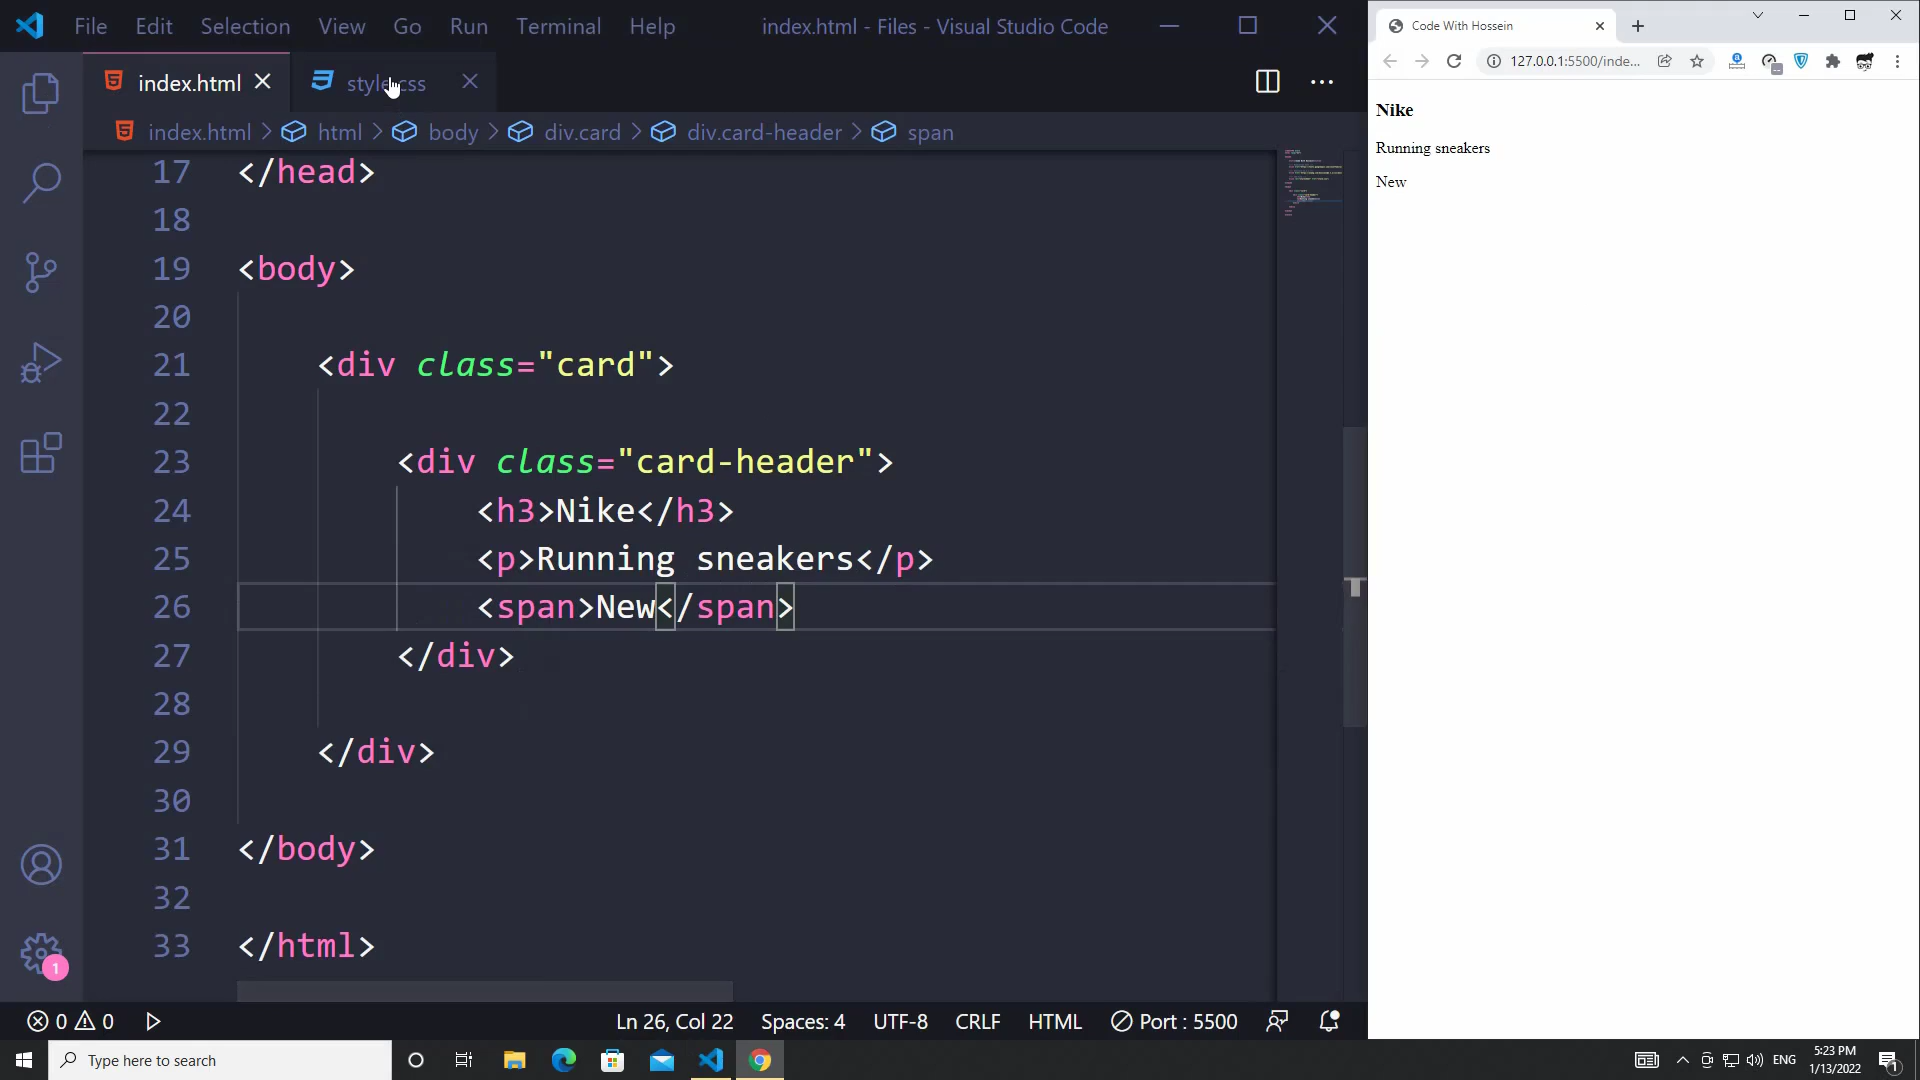 File Edit Selection View Go Run Terminal Help index.html - Files - Visual Studio Code
index.html style.css
index.html > html > body > div.card > div.card-header > span
17 </head>
18
19 <body>
20
21 <div class="card">
22
23 <div class="card-header">
24 <h3>Nike</h3>
25 <p>Running sneakers</p>
26 <span>New</span>
27 </div>
28
29 </div>
30
31 </body>
32
33 </html>
1
0 0 Ln 26, Col 22 Spaces: 4 UTF-8 CRLF HTML Port : 5500
Code With Hossein
127.0.0.1:5500/inde...
Nike
Running sneakers
New
Type here to search
ENG
5:23 PM
1/13/2022
1